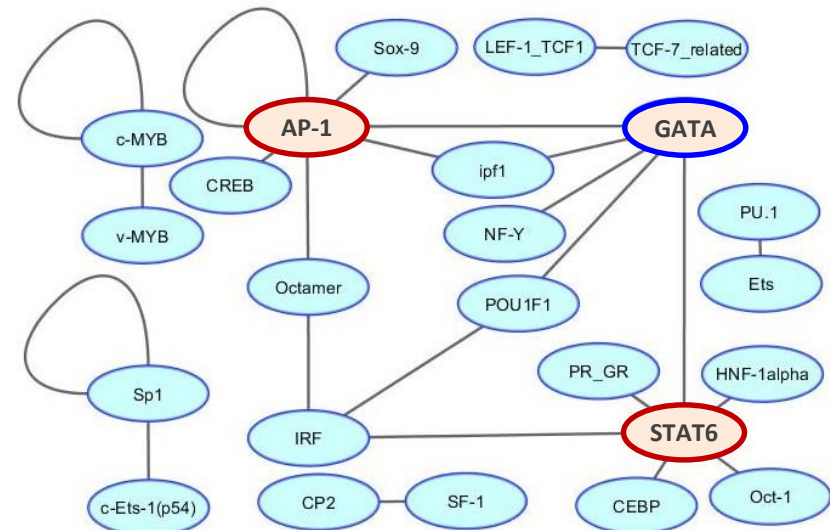 Sox-9
LEF-1_TCF1
TCF-7_related
c-MYB
AP-1
GATA
CREB
ipf1
v-MYB
NF-Y
PU.1
Octamer
POU1F1
Ets
Sp1
PR_GR
HNF-1alpha
IRF
STAT6
c-Ets-1(p54)
CP2
SF-1
CEBP
Oct-1